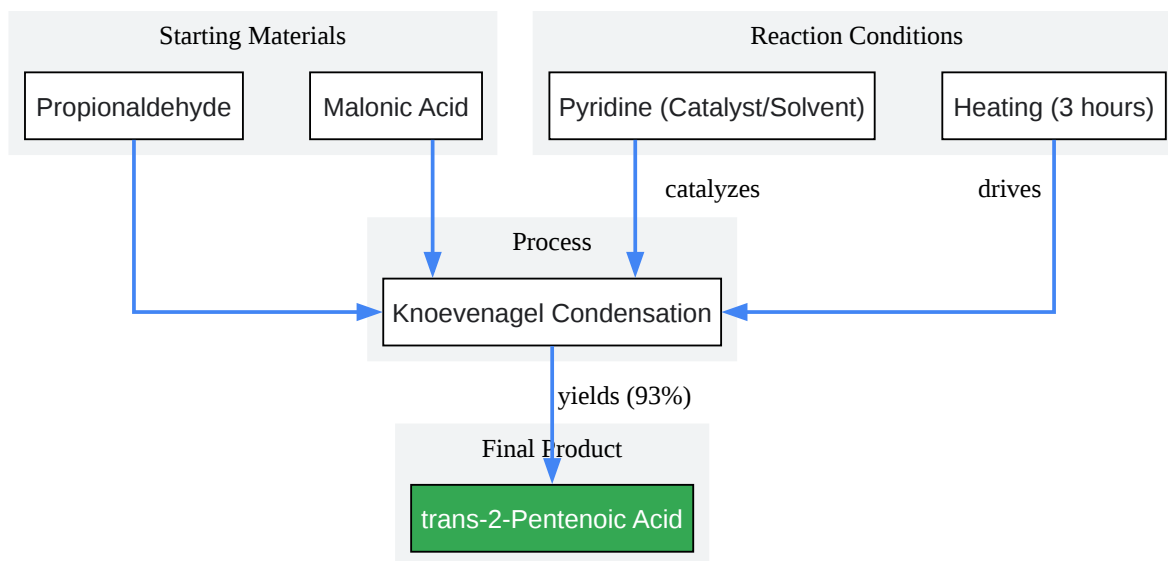 Starting Materials
Reaction Conditions
Propionaldehyde
Malonic Acid
Pyridine (Catalyst/Solvent)
Heating (3 hours)
catalyzes
drives
Process
Knoevenagel Condensation
yields (93%)
Final Product
trans-2-Pentenoic Acid